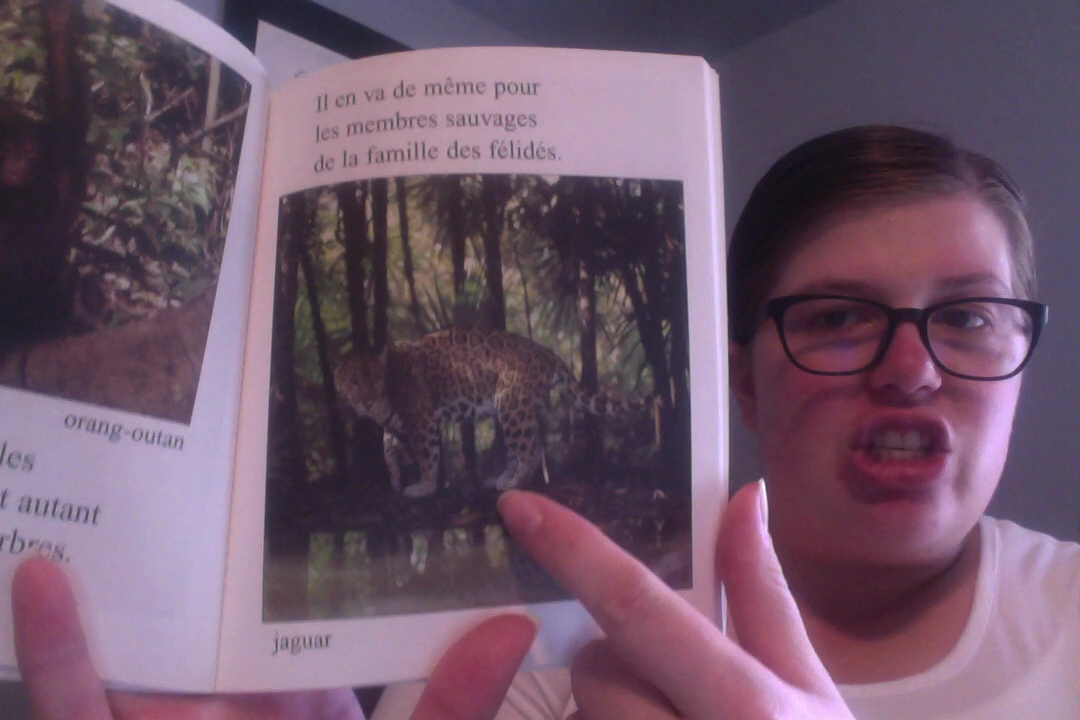 orang-outan
les
t autant
rbres.
Il en va de même pour
les membres sauvages
de la famille des félidés.
jaguar